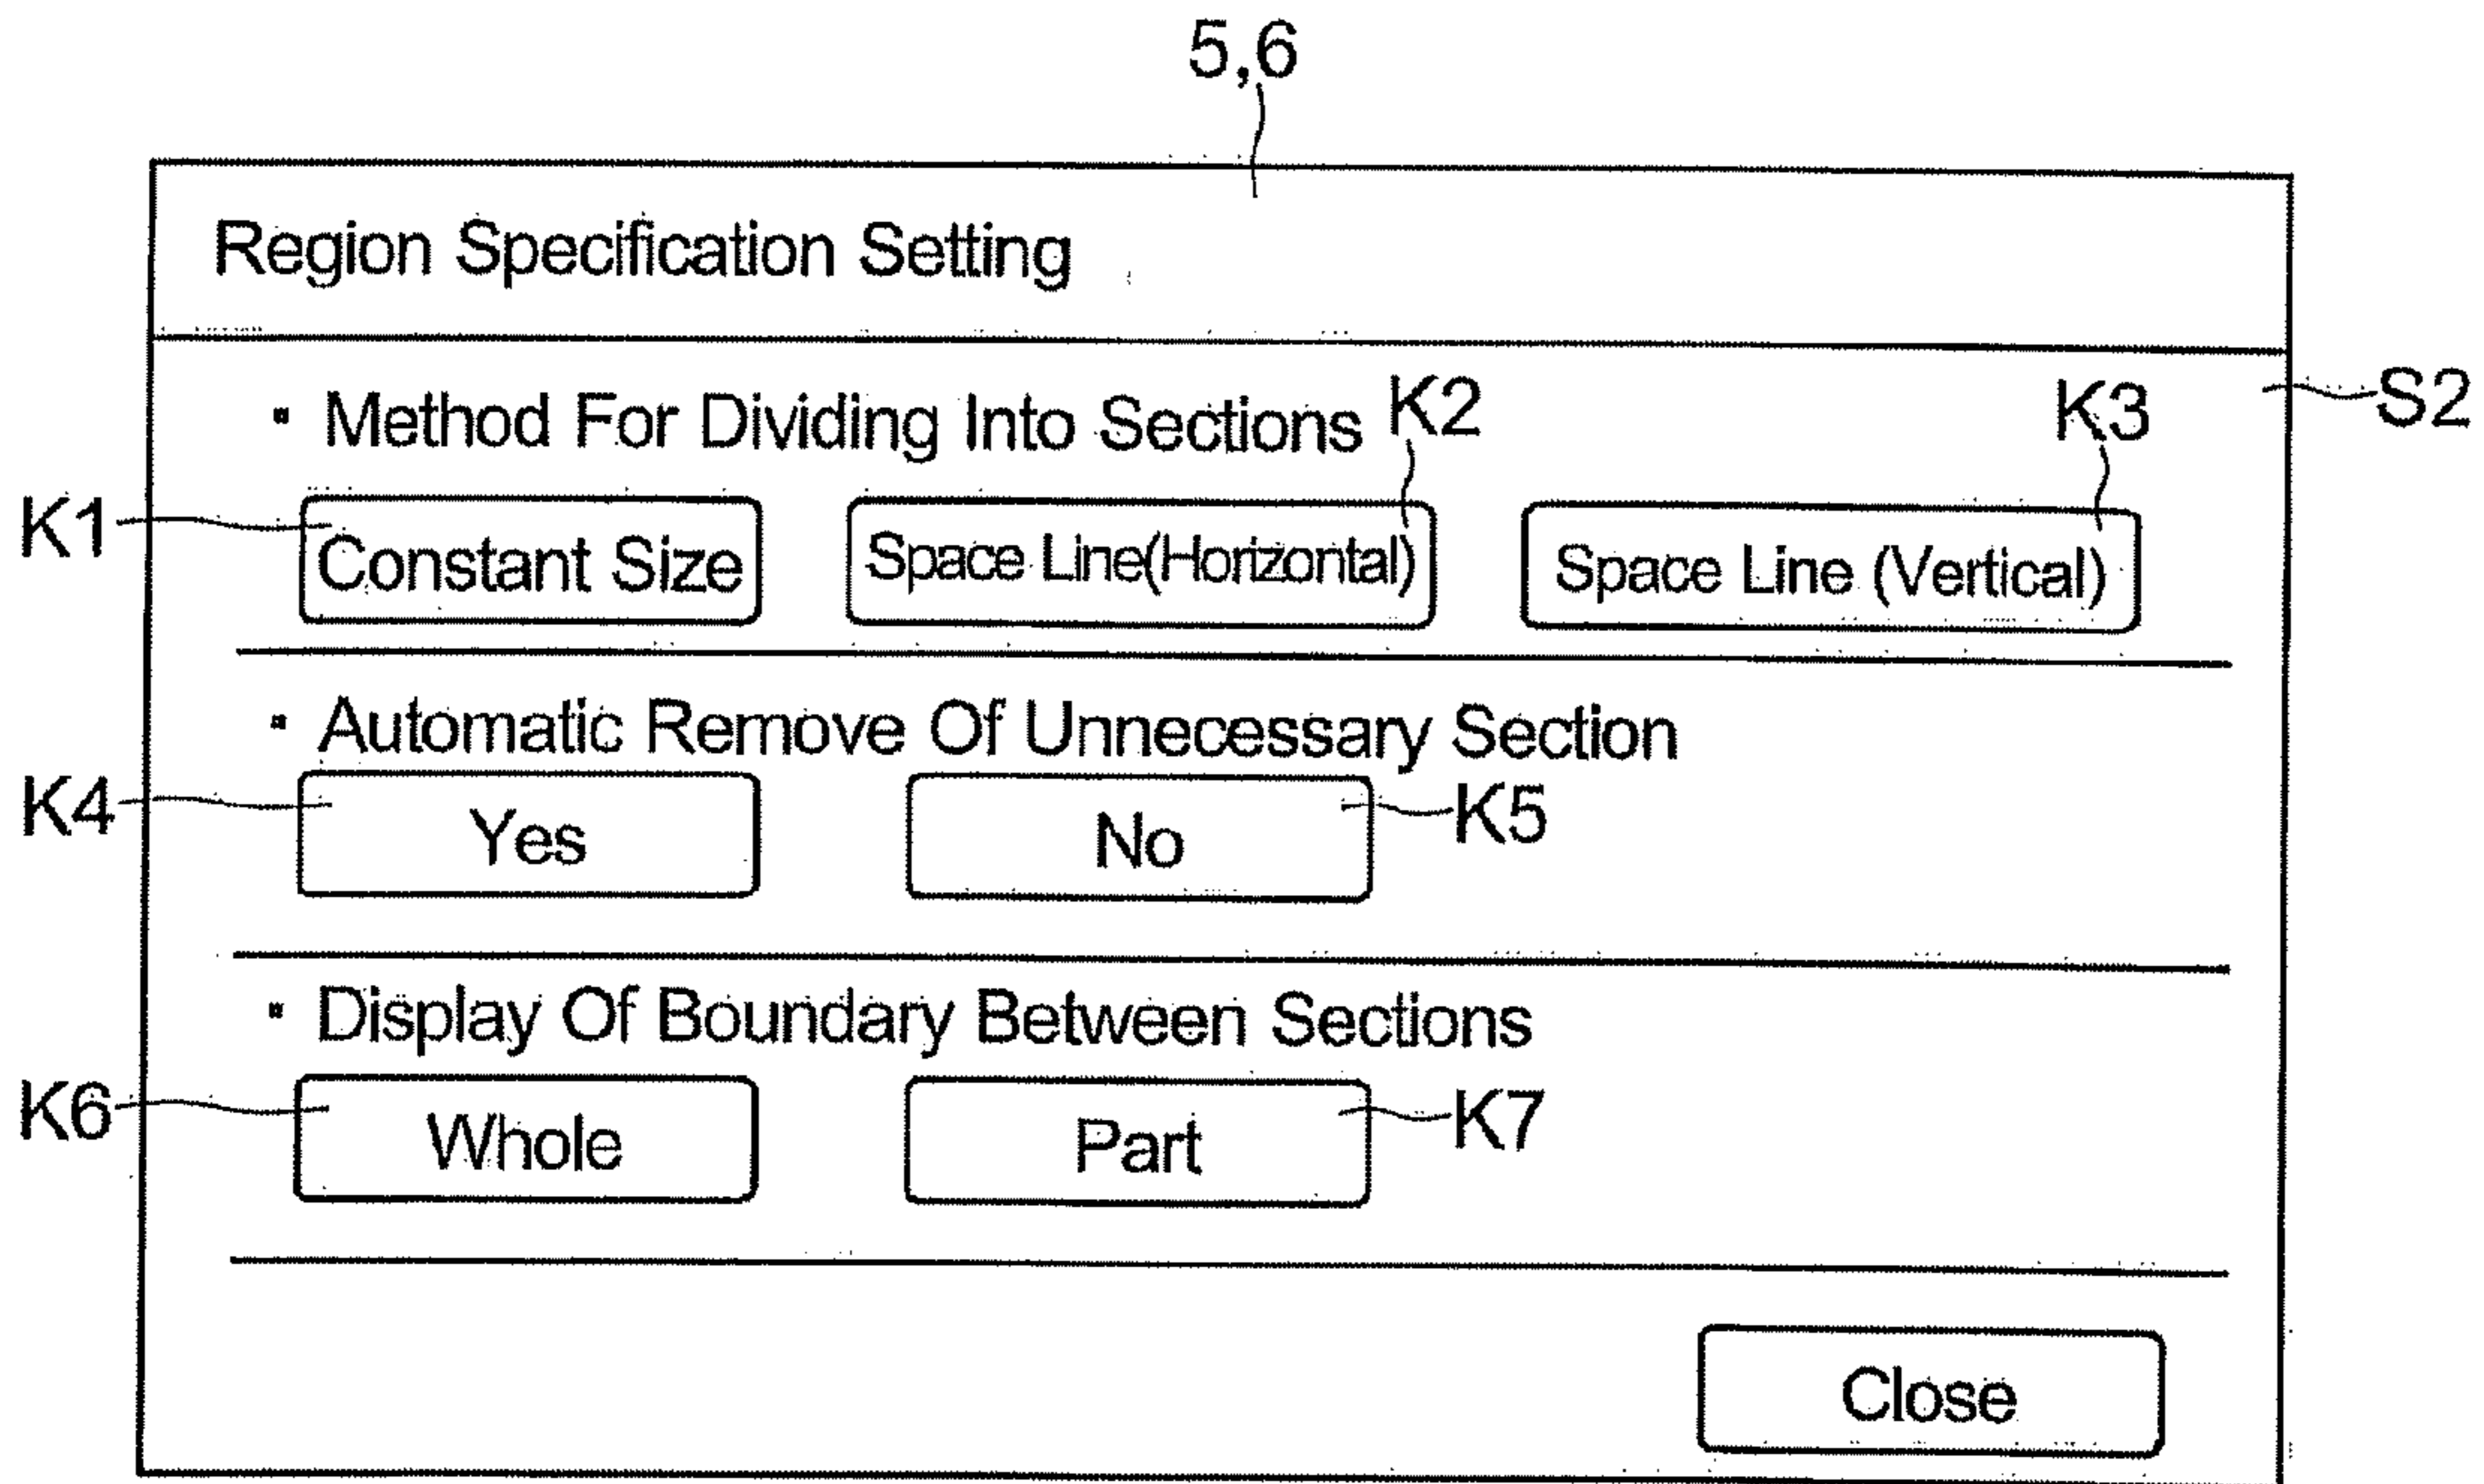 5,6
Region Specification Setting
S2
▪ Method For Dividing Into Sections K2 K3
K1 Constant Size Space Line(Horizontal) Space Line (Vertical)
▪ Automatic Remove Of Unnecessary Section
K4 Yes No K5
▪ Display Of Boundary Between Sections
K6 Whole Part K7
Close